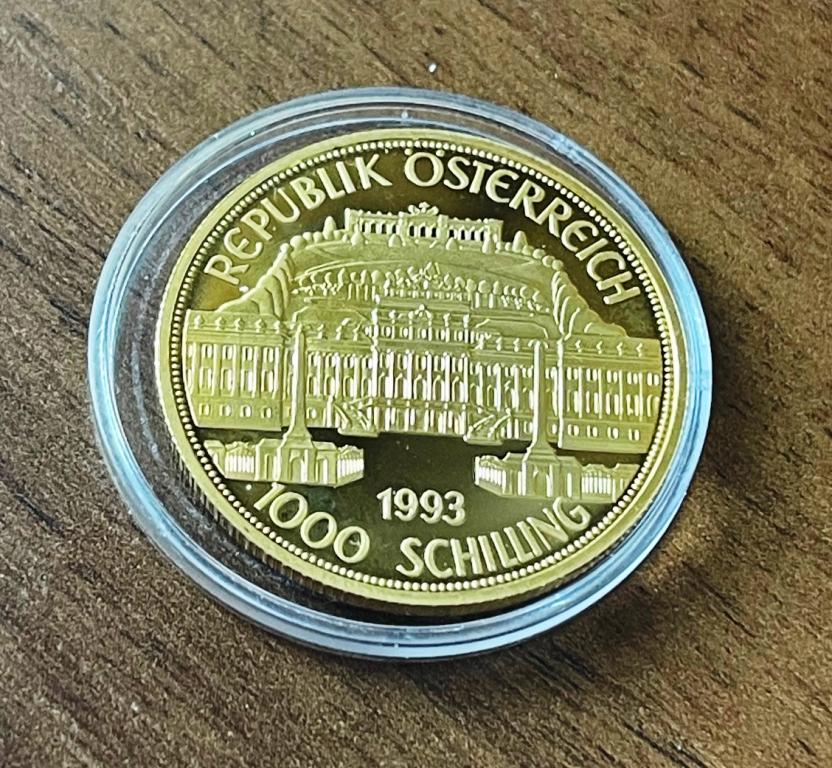 REPUBLIK ÖSTERREICH
1993
1000 SCHILLING